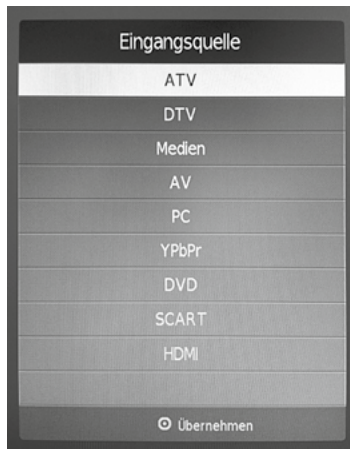 Eingangsquelle
ATV
DTV
Medien
AV
PC
YPbPr
DVD
SCART
HDMI
Übernehmen